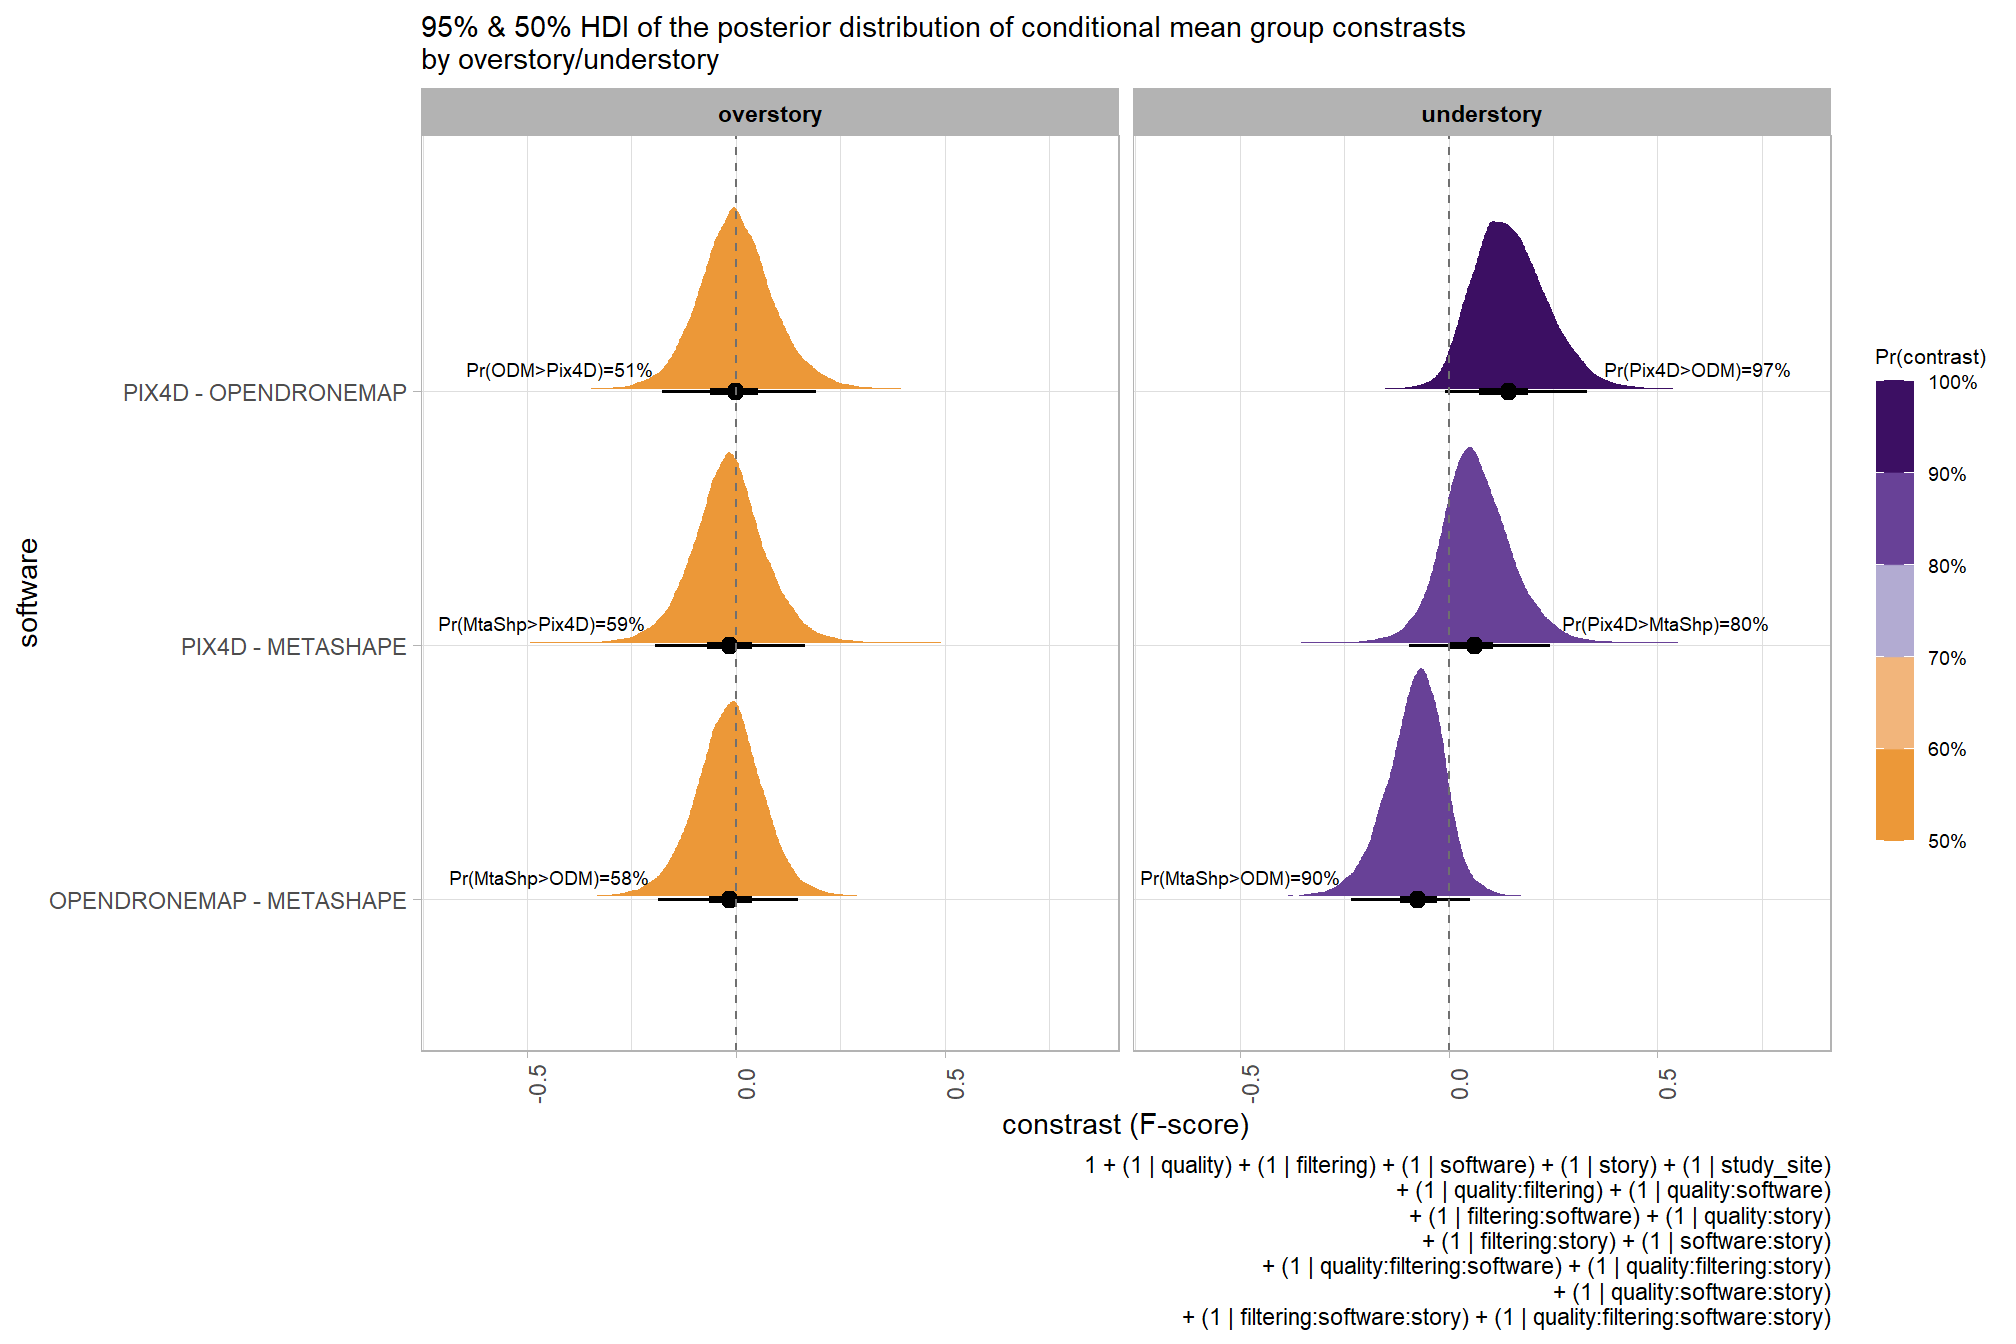 95% & 50% HDI of the posterior distribution of conditional mean group constrasts
by overstory/understory
overstory
understory
software
PIX4D - OPENDRONEMAP
PIX4D - METASHAPE
OPENDRONEMAP - METASHAPE
Pr(ODM>Pix4D)=51%
Pr(MtaShp>Pix4D)=59%
Pr(MtaShp>ODM)=58%
Pr(Pix4D>ODM)=97%
Pr(Pix4D>MtaShp)=80%
Pr(MtaShp>ODM)=90%
-0.5
0.0
0.5
-0.5
0.0
0.5
constrast (F-score)
Pr(contrast)
100%
90%
80%
70%
60%
50%
1 + (1 | quality) + (1 | filtering) + (1 | software) + (1 | story) + (1 | study_site)
+ (1 | quality:filtering) + (1 | quality:software)
+ (1 | filtering:software) + (1 | quality:story)
+ (1 | filtering:story) + (1 | software:story)
+ (1 | quality:filtering:software) + (1 | quality:filtering:story)
+ (1 | quality:software:story)
+ (1 | filtering:software:story) + (1 | quality:filtering:software:story)